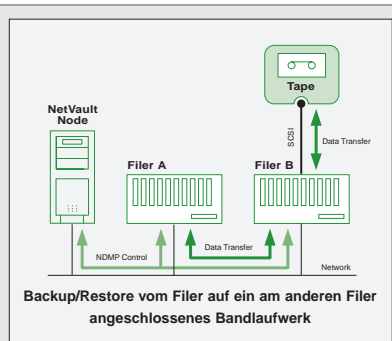 Tape
NetVault
Node
SCSI
Data Transfer
Filer A
Filer B
NDMP Control
Data Transfer
Network
Backup/Restore vom Filer auf ein am anderen Filer
angeschlossenes Bandlaufwerk